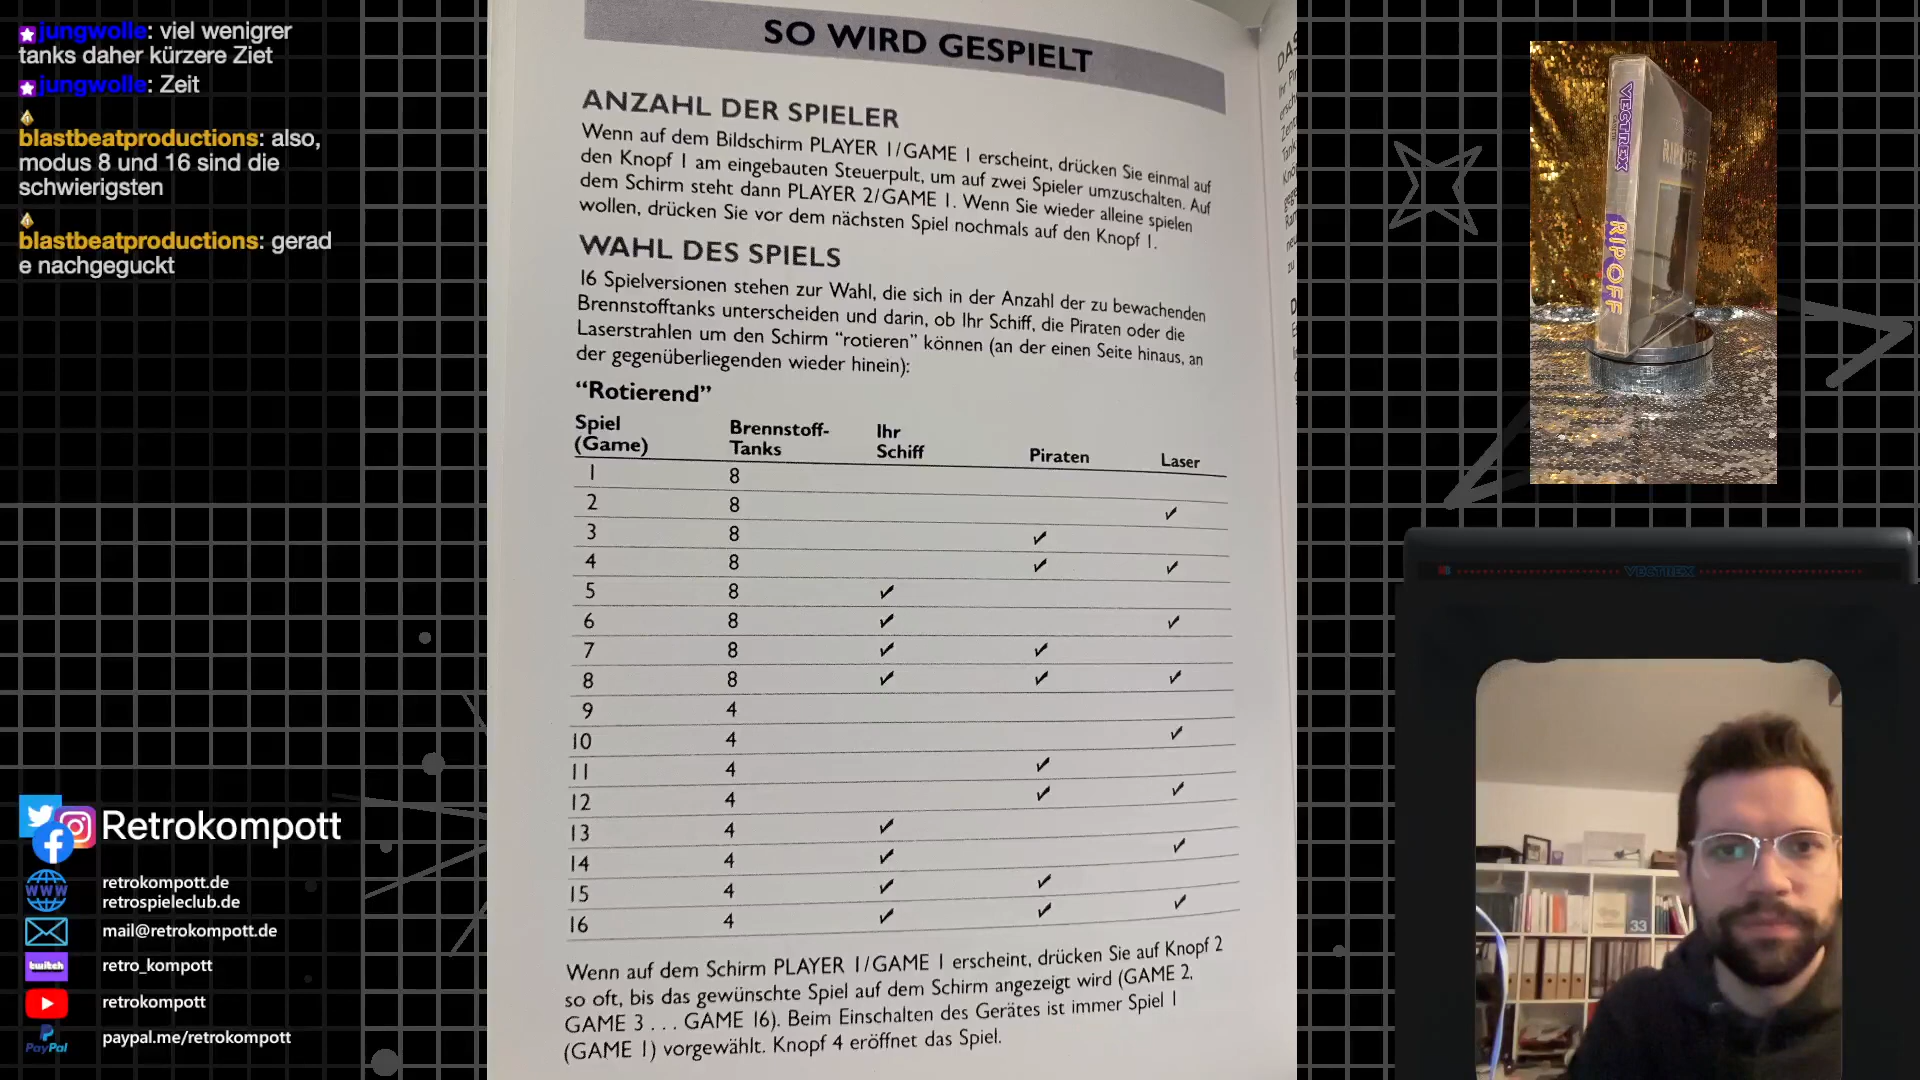 jungwolle: viel wenigrer
tanks daher kürzere Ziet
jungwolle: Zeit
blastbeatproductions: also,
modus 8 und 16 sind die
schwierigsten
blastbeatproductions: gerad
e nachgeguckt
Retrokompott
www
retrokompott.de
retrospieleclub.de
mail@retrokompott.de
twitch
retro_kompott
retrokompott
PayPal
paypal.me/retrokompott
SO WIRD GESPIELT
ANZAHL DER SPIELER
Wenn auf dem Bildschirm PLAYER 1/GAME 1 erscheint, drücken Sie einmal auf
den Knopf 1 am eingebauten Steuerpult, um auf zwei Spieler umzuschalten. Auf
dem Schirm steht dann PLAYER 2/GAME 1. Wenn Sie wieder alleine spielen
wollen, drücken Sie vor dem nächsten Spiel nochmals auf den Knopf 1.
WAHL DES SPIELS
16 Spielversionen stehen zur Wahl, die sich in der Anzahl der zu bewachenden
Brennstofftanks unterscheiden und darin, ob Ihr Schiff, die Piraten oder die
Laserstrahlen um den Schirm “rotieren” können (an der einen Seite hinaus, an
der gegenüberliegenden wieder hinein):
“Rotierend”
Spiel (Game) Brennstoff-Tanks Ihr Schiff Piraten Laser
1 8
2 8 ✓
3 8 ✓
4 8 ✓ ✓
5 8 ✓
6 8 ✓ ✓
7 8 ✓ ✓
8 8 ✓ ✓ ✓
9 4
10 4 ✓
11 4 ✓
12 4 ✓ ✓
13 4 ✓
14 4 ✓ ✓
15 4 ✓ ✓
16 4 ✓ ✓ ✓
Wenn auf dem Schirm PLAYER 1/GAME 1 erscheint, drücken Sie auf Knopf 2
so oft, bis das gewünschte Spiel auf dem Schirm angezeigt wird (GAME 2,
GAME 3 . . . GAME 16). Beim Einschalten des Gerätes ist immer Spiel 1
(GAME 1) vorgewählt. Knopf 4 eröffnet das Spiel.
VECTREX
RIPOFF
RIPOFF
VECTREX
33